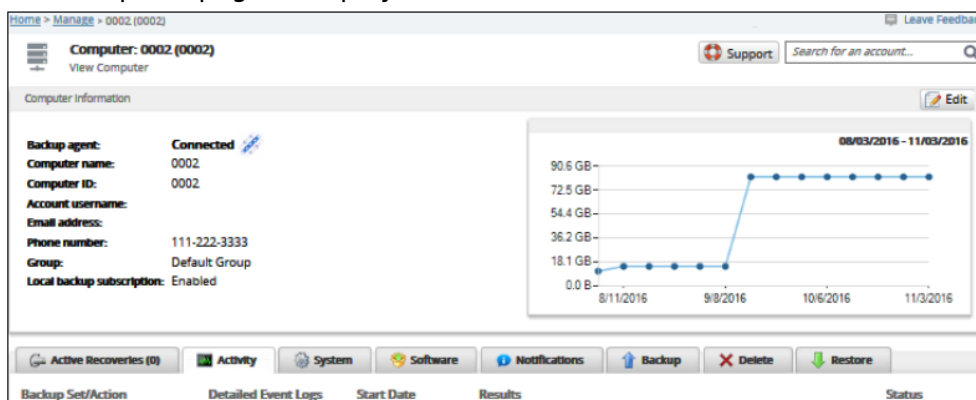 Home > Manage > 0002 (0002)
Leave Feedbac
Computer: 0002 (0002)
View Computer
Support
Search for an account...
Computer Information
Edit
Backup agent: Connected
Computer name: 0002
Computer ID: 0002
Account username:
Email address:
Phone number: 111-222-3333
Group: Default Group
Local backup subscription: Enabled
08/03/2016 - 11/03/2016
90.6 GB
72.5 GB
54.4 GB
36.2 GB
18.1 GB
0.0 B
8/11/2016 9/8/2016 10/6/2016 11/3/2016
Active Recoveries (0) Activity System Software Notifications Backup Delete Restore
Backup Set/Action Detailed Event Logs Start Date Results Status